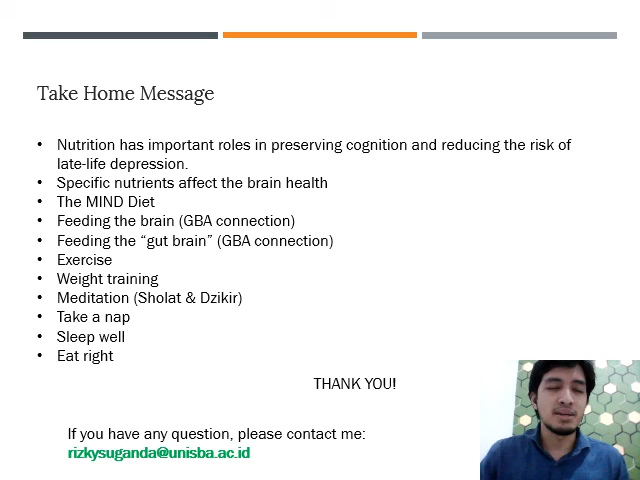 Take Home Message
• Nutrition has important roles in preserving cognition and reducing the risk of
late-life depression.
• Specific nutrients affect the brain health
• The MIND Diet
• Feeding the brain (GBA connection)
• Feeding the “gut brain” (GBA connection)
• Exercise
• Weight training
• Meditation (Sholat & Dzikir)
• Take a nap
• Sleep well
• Eat right
THANK YOU!
If you have any question, please contact me:
rizkysuganda@unisba.ac.id